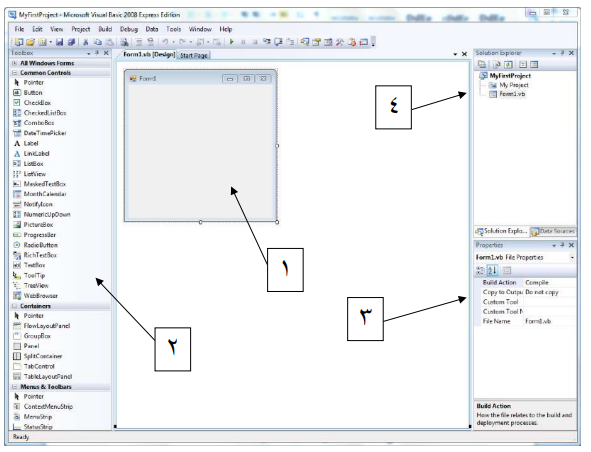 MyFirstProject - Microsoft Visual Basic 2008 Express Edition
File Edit View Project Build Debug Data Tools Window Help
Toolbox
All Windows Forms
Common Controls
Pointer
Button
CheckBox
CheckedListBox
ComboBox
DateTimePicker
A Label
A LinkLabel
ListBox
ListView
MaskedTextBox
MonthCalendar
NotifyIcon
NumericUpDown
PictureBox
ProgressBar
RadioButton
RichTextBox
TextBox
ToolTip
TreeView
WebBrowser
Containers
Pointer
FlowLayoutPanel
GroupBox
Panel
SplitContainer
TabControl
TableLayoutPanel
Menus & Toolbars
Pointer
ContextMenuStrip
MenuStrip
StatusStrip
Ready
Form1.vb [Design] Start Page
Form1
١
٢
٣
٤
Solution Explorer
MyFirstProject
My Project
Form1.vb
Solution Explo... Data Sources
Properties
Form1.vb File Properties
Build Action Compile
Copy to Outpu Do not copy
Custom Tool
Custom Tool N
File Name Form1.vb
Build Action
How the file relates to the build and
deployment processes.